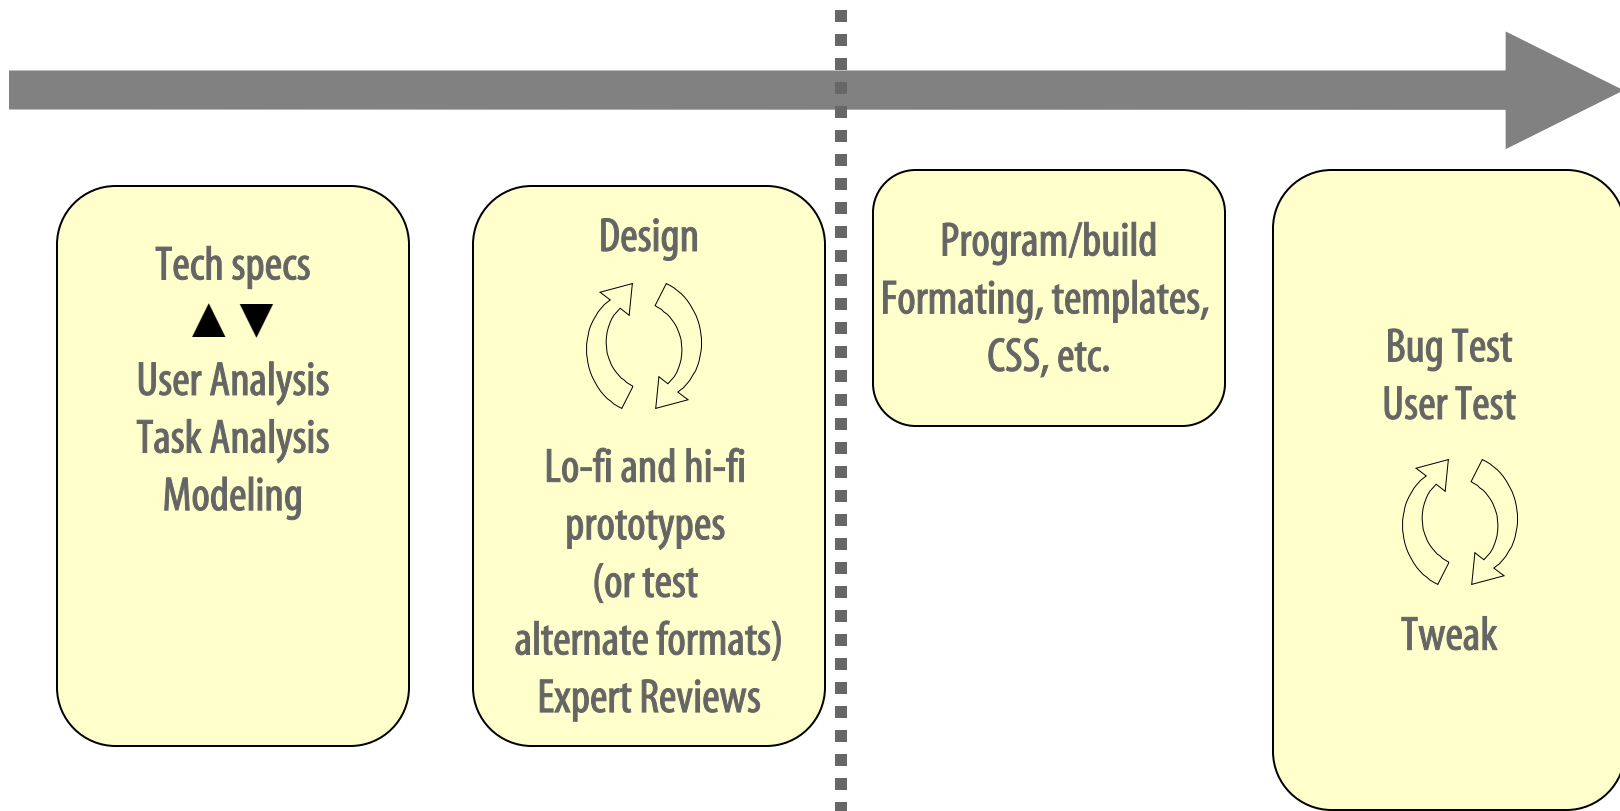 Tech specs
▲ ▼
User Analysis
Task Analysis
Modeling
Design
Lo-fi and hi-fi
prototypes
(or test
alternate formats)
Expert Reviews
Program/build
Formating, templates,
CSS, etc.
Bug Test
User Test
Tweak